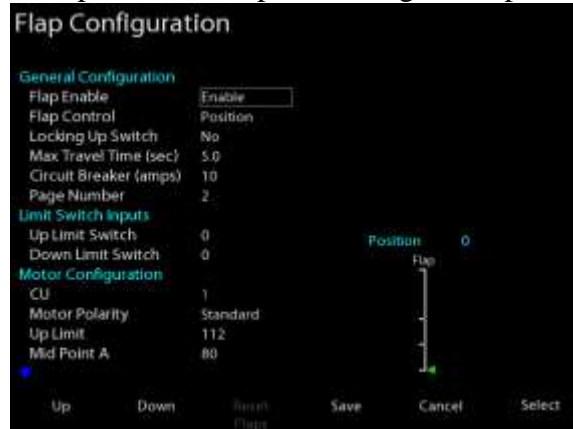 Flap Configuration
General Configuration
Flap Enable Enable
Flap Control Position
Locking Up Switch No
Max Travel Time (sec) 5.0
Circuit Breaker (amps) 10
Page Number 2
Limit Switch Inputs
Up Limit Switch 0
Down Limit Switch 0
Position 0
Flap
Motor Configuration
CU 1
Motor Polarity Standard
Up Limit 112
Mid Point A 80
Up Down Reset Flaps Save Cancel Select